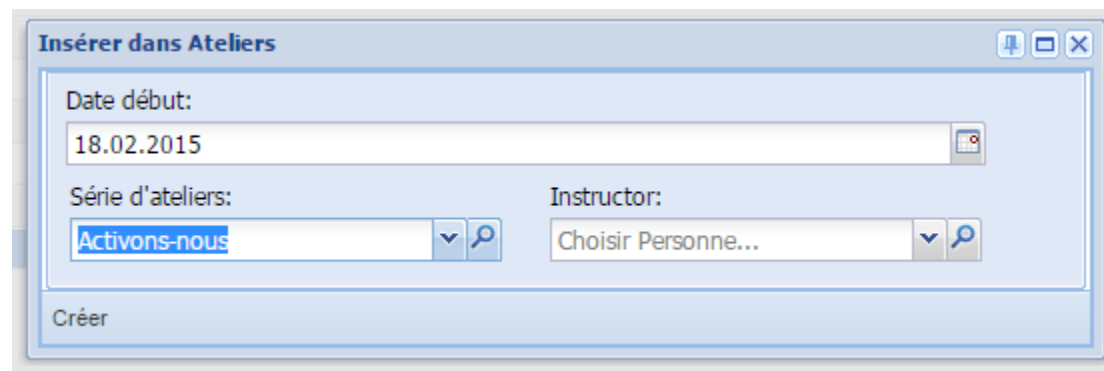 Insérer dans Ateliers
Date début:
18.02.2015
Série d'ateliers: Instructor:
Activons-nous Choisir Personne...
Créer